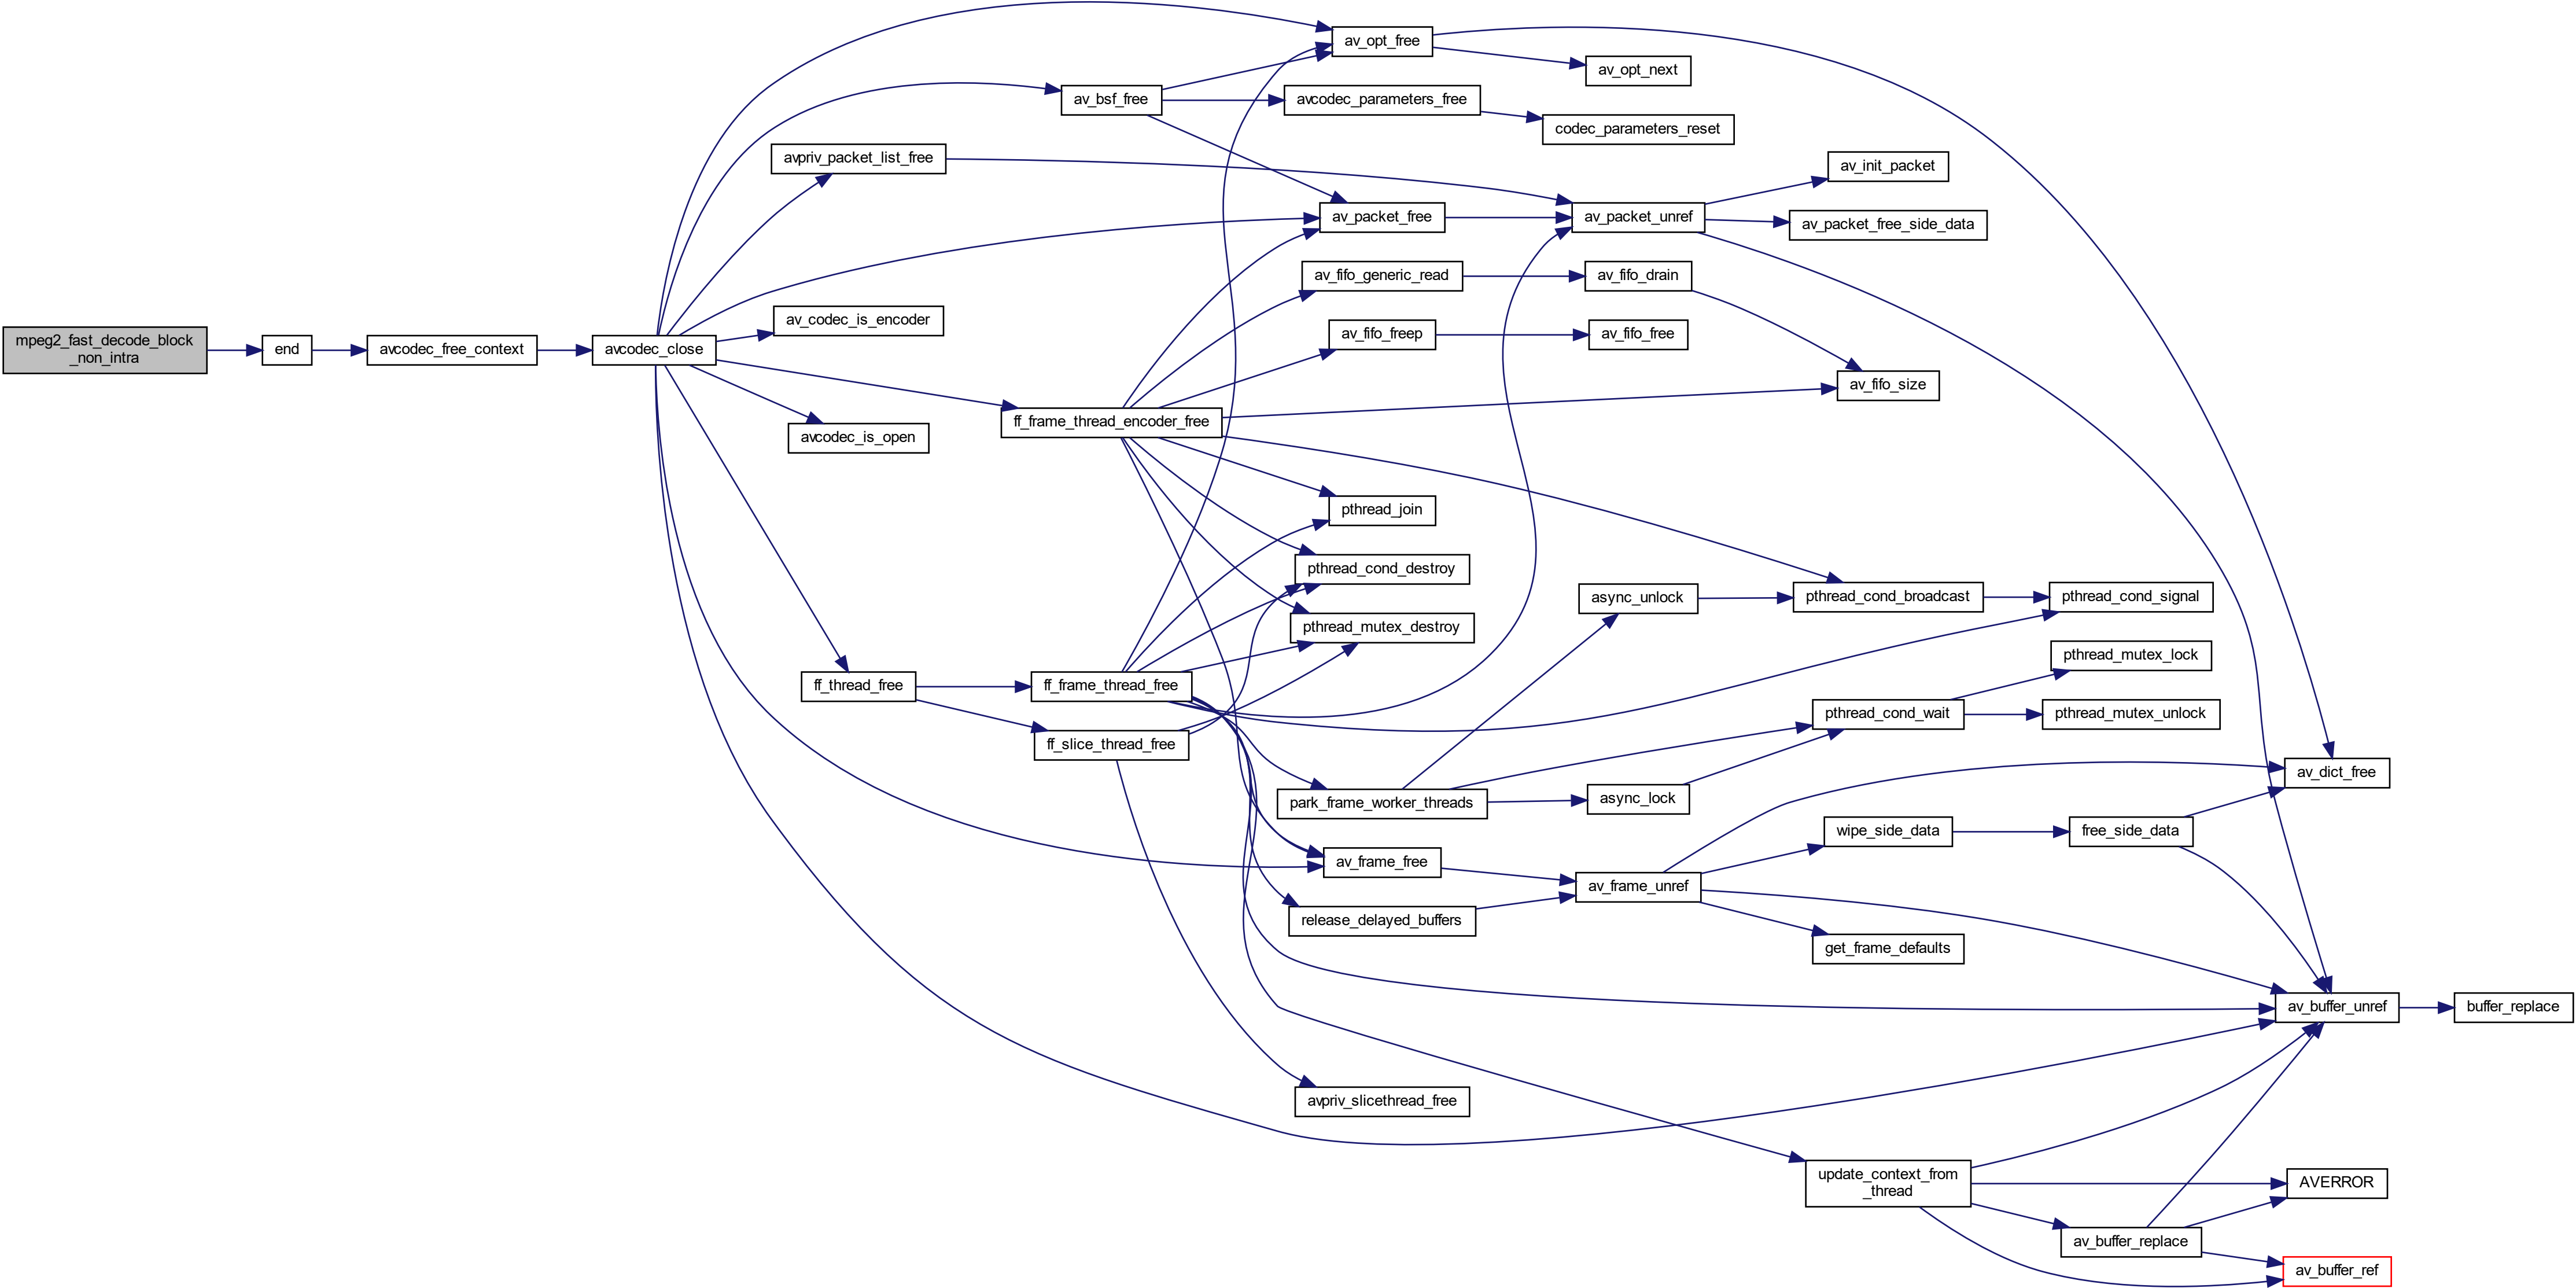 mpeg2_fast_decode_block
_non_intra
end
avcodec_free_context
avcodec_close
av_opt_free
av_opt_next
av_bsf_free
avcodec_parameters_free
codec_parameters_reset
avpriv_packet_list_free
av_init_packet
av_packet_free
av_packet_unref
av_packet_free_side_data
av_fifo_generic_read
av_fifo_drain
av_codec_is_encoder
av_fifo_freep
av_fifo_free
av_fifo_size
ff_frame_thread_encoder_free
avcodec_is_open
pthread_join
pthread_cond_destroy
async_unlock
pthread_cond_broadcast
pthread_cond_signal
pthread_mutex_destroy
pthread_mutex_lock
ff_thread_free
ff_frame_thread_free
pthread_cond_wait
pthread_mutex_unlock
ff_slice_thread_free
av_dict_free
park_frame_worker_threads
async_lock
wipe_side_data
free_side_data
av_frame_free
av_frame_unref
release_delayed_buffers
get_frame_defaults
av_buffer_unref
buffer_replace
avpriv_slicethread_free
update_context_from
_thread
AVERROR
av_buffer_replace
av_buffer_ref